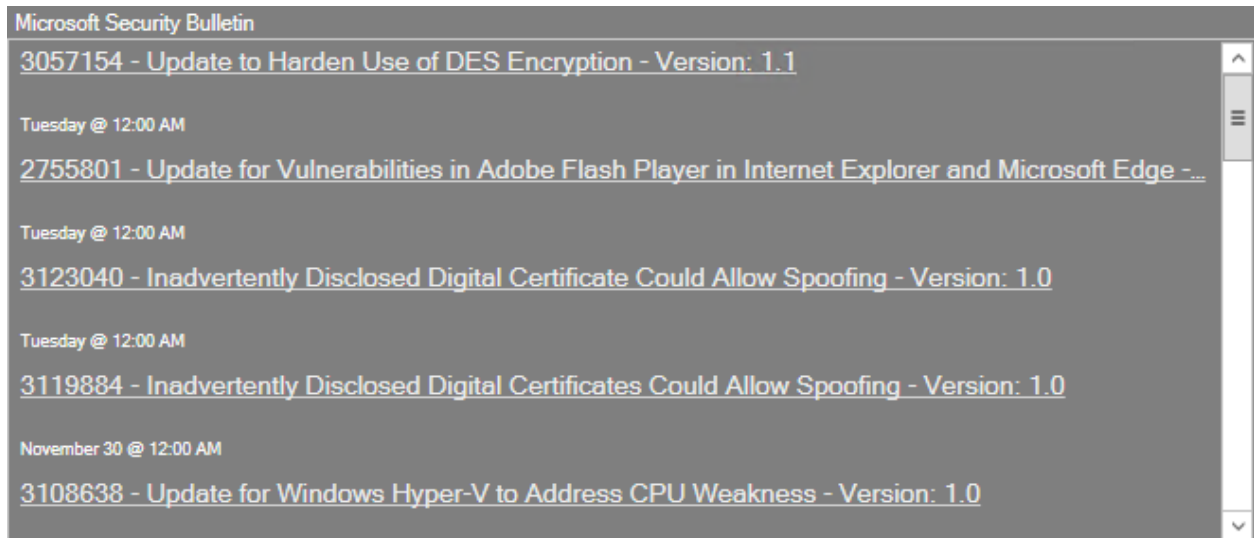 Microsoft Security Bulletin
3057154 - Update to Harden Use of DES Encryption - Version: 1.1
Tuesday @ 12:00 AM
2755801 - Update for Vulnerabilities in Adobe Flash Player in Internet Explorer and Microsoft Edge -...
Tuesday @ 12:00 AM
3123040 - Inadvertently Disclosed Digital Certificate Could Allow Spoofing - Version: 1.0
Tuesday @ 12:00 AM
3119884 - Inadvertently Disclosed Digital Certificates Could Allow Spoofing - Version: 1.0
November 30 @ 12:00 AM
3108638 - Update for Windows Hyper-V to Address CPU Weakness - Version: 1.0